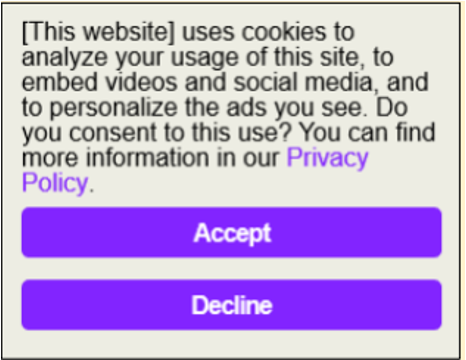 [This website] uses cookies to
analyze your usage of this site, to
embed videos and social media, and
to personalize the ads you see. Do
you consent to this use? You can find
more information in our Privacy
Policy.
Accept
Decline